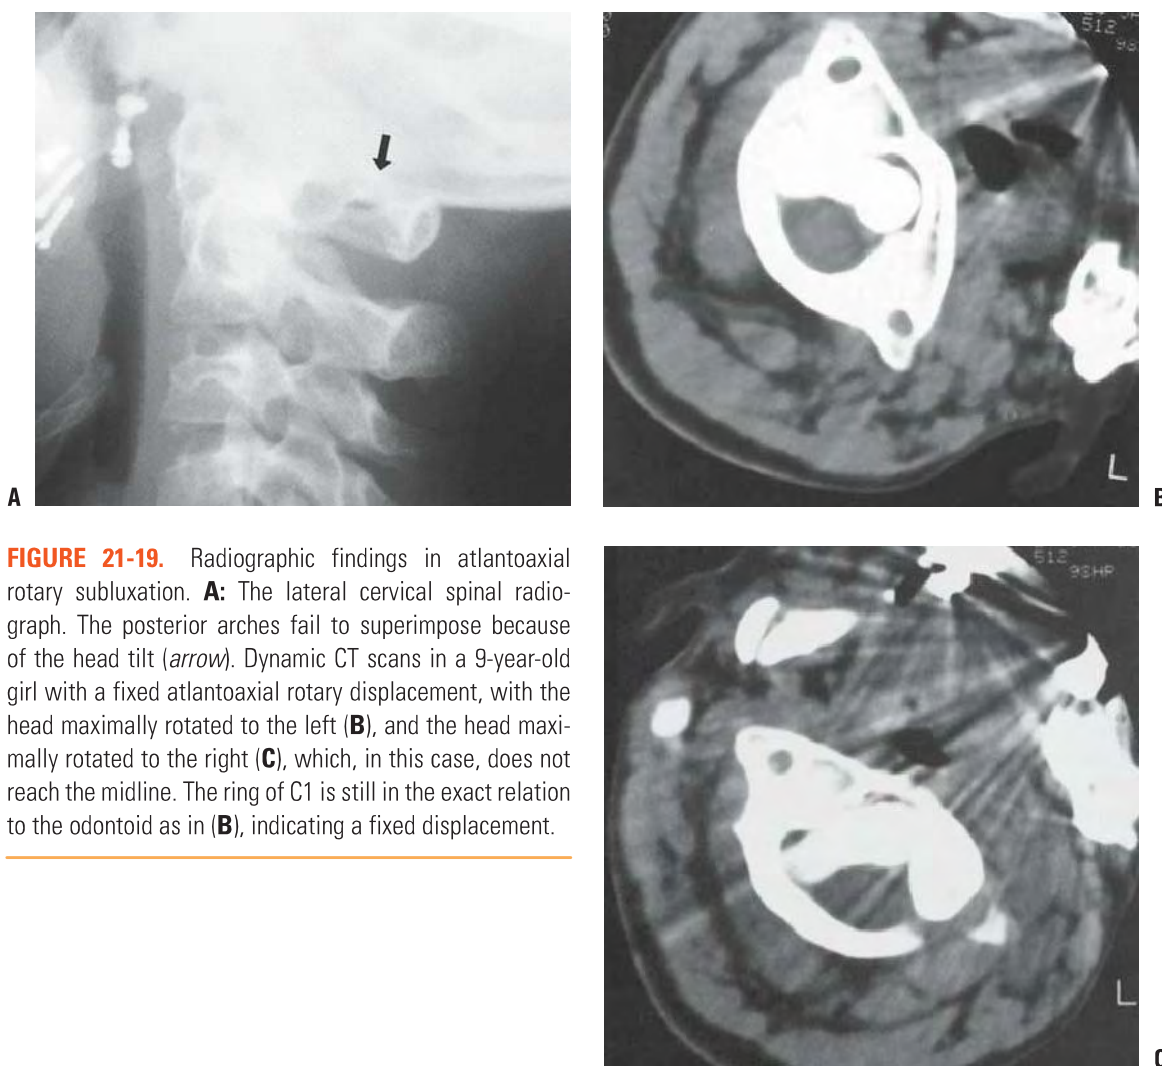 512
98
A
L
B
FIGURE 21-19. Radiographic findings in atlantoaxial
rotary subluxation. A: The lateral cervical spinal radio-
graph. The posterior arches fail to superimpose because
of the head tilt (arrow). Dynamic CT scans in a 9-year-old
girl with a fixed atlantoaxial rotary displacement, with the
head maximally rotated to the left (B), and the head maxi-
mally rotated to the right (C), which, in this case, does not
reach the midline. The ring of C1 is still in the exact relation
to the odontoid as in (B), indicating a fixed displacement.
512
98HP
L
C